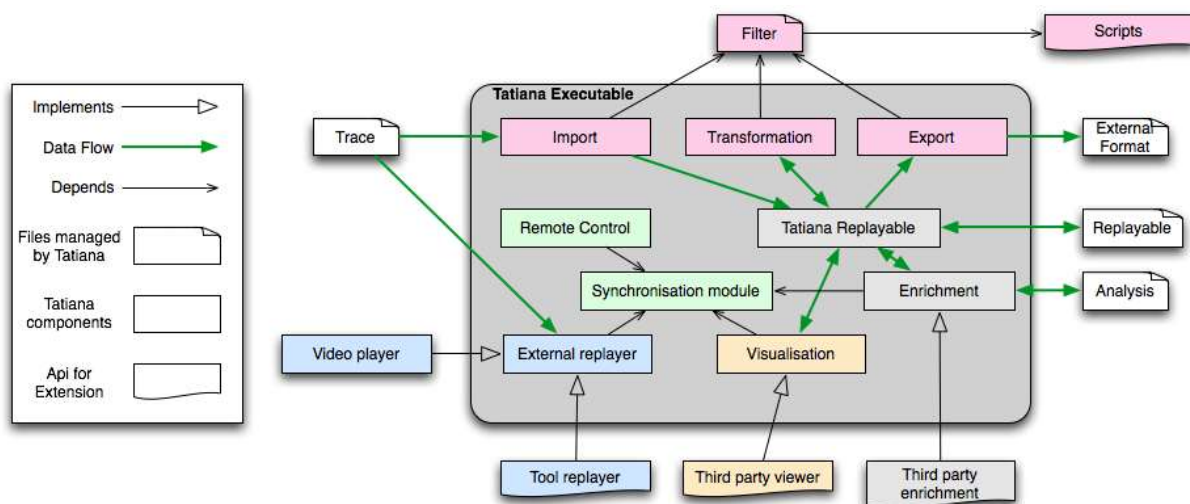 Filter
Scripts
Tatiana Executable
Implements
Data Flow
Depends
Files managed
by Tatiana
Tatiana
components
Api for
Extension
Trace
Import
Transformation
Export
External
Format
Remote Control
Tatiana Replayable
Replayable
Synchronisation module
Enrichment
Analysis
Video player
External replayer
Visualisation
Tool replayer
Third party viewer
Third party
enrichment